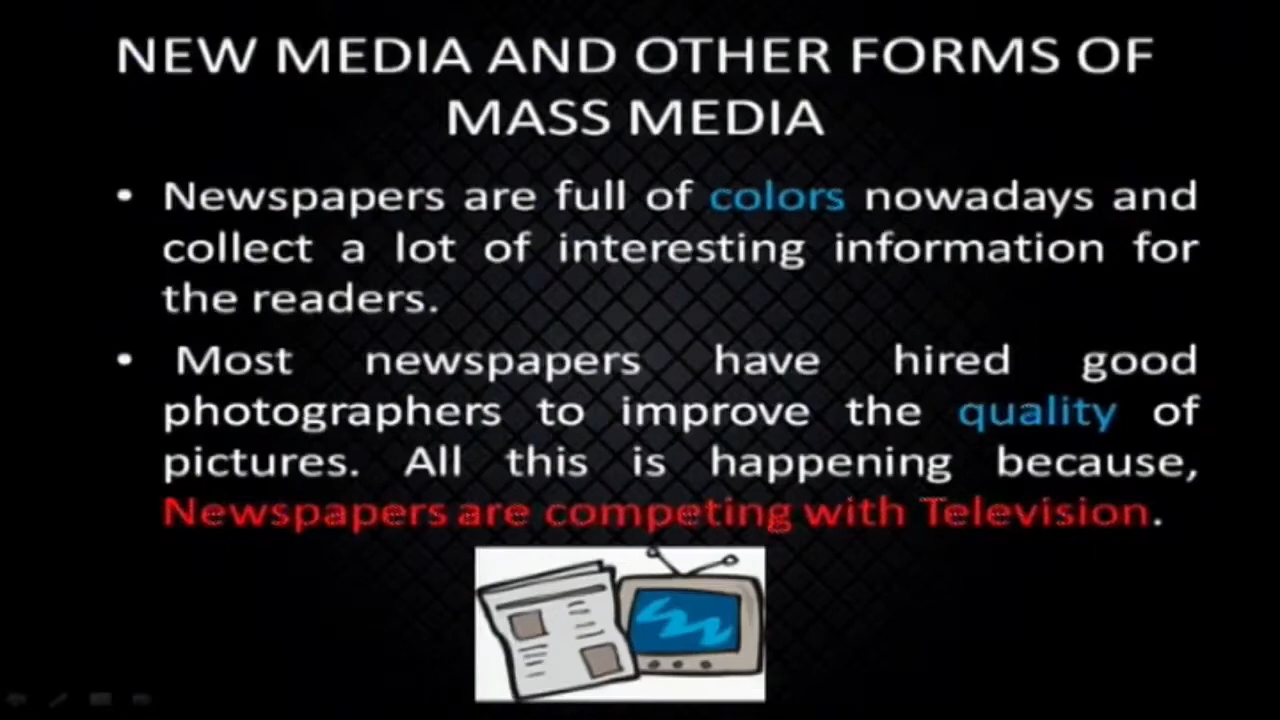 NEW MEDIA AND OTHER FORMS OF
MASS MEDIA
• Newspapers are full of colors nowadays and
collect a lot of interesting information for
the readers.
• Most newspapers have hired good
photographers to improve the quality of
pictures. All this is happening because,
Newspapers are competing with Television.